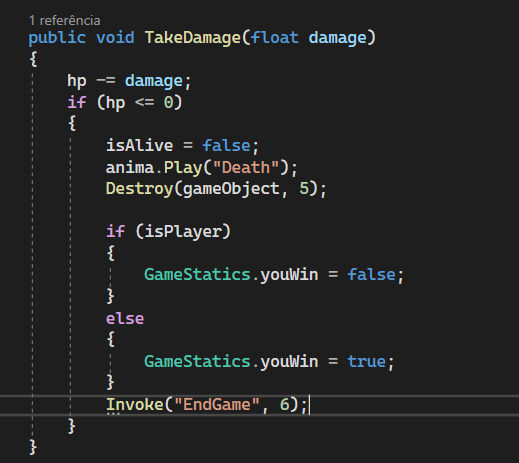 1 referência
public void TakeDamage(float damage)
{
hp -= damage;
if (hp <= 0)
{
isAlive = false;
anima.Play("Death");
Destroy(gameObject, 5);
if (isPlayer)
{
GameStatics.youWin = false;
}
else
{
GameStatics.youWin = true;
}
Invoke("EndGame", 6);
}
}